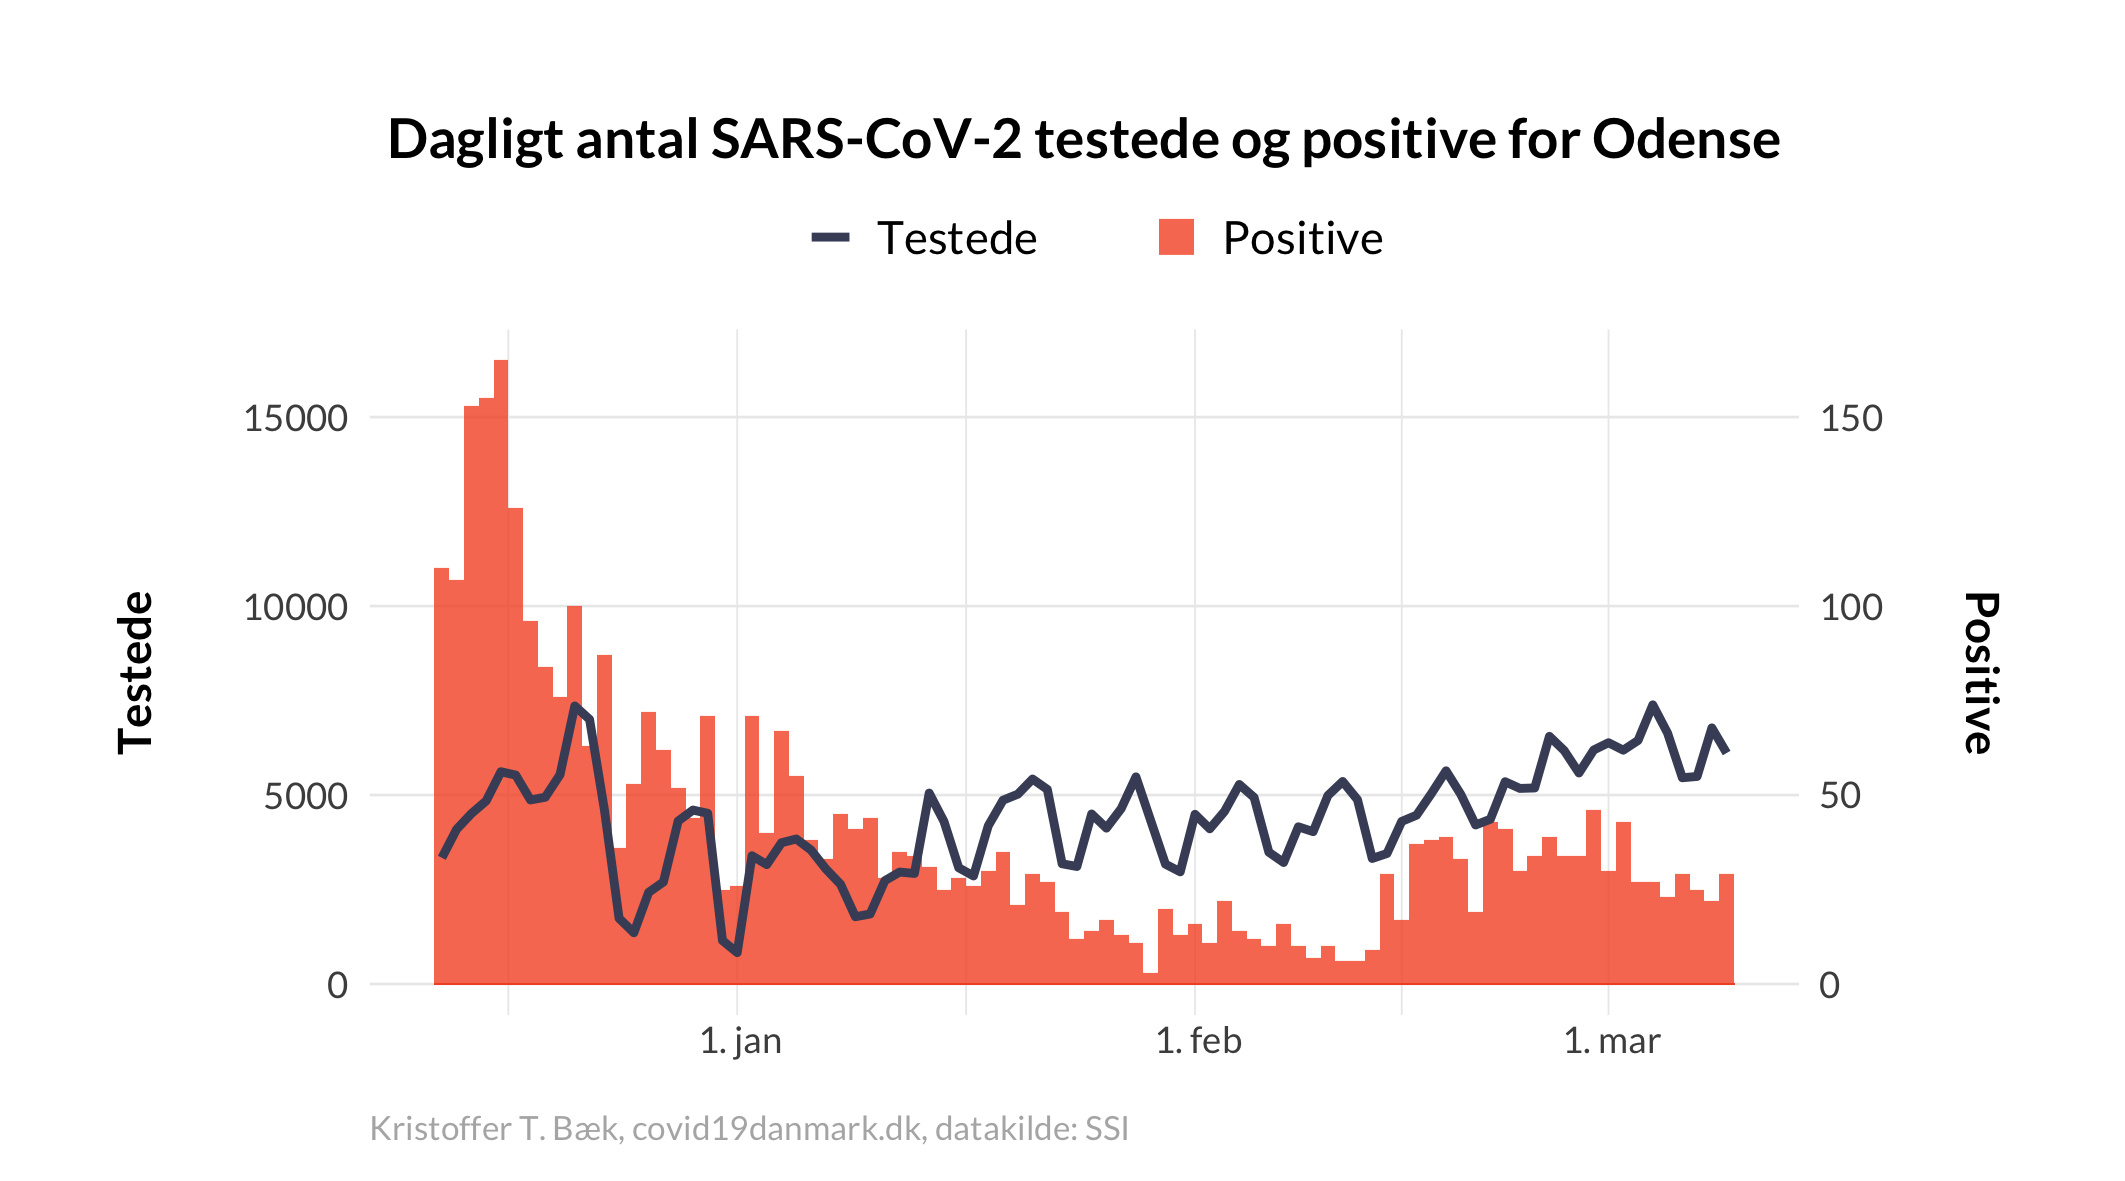 Dagligt antal SARS-CoV-2 testede og positive for Odense
Testede Positive
15000 150
10000 100
5000 50
0 0
Testede
Positive
1. jan 1. feb 1. mar
Kristoffer T. Bæk, covid19danmark.dk, datakilde: SSI